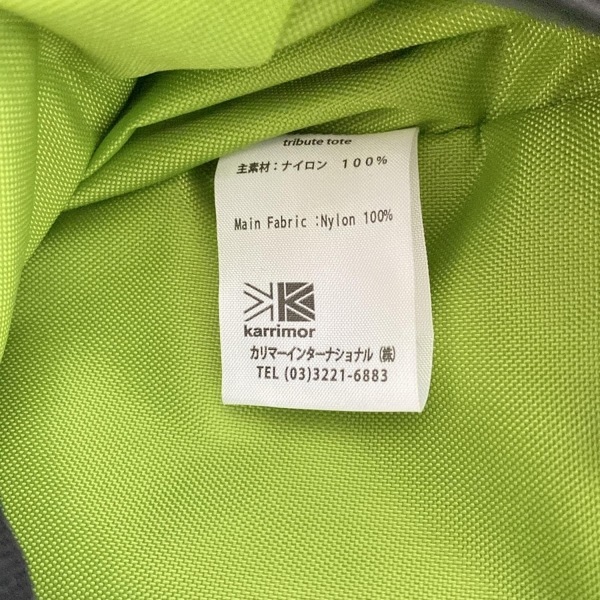 tribute tote
主素材：ナイロン １００%
Main Fabric :Nylon 100%
karrimor
カリマーインターナショナル（株）
TEL (03)3221-6883